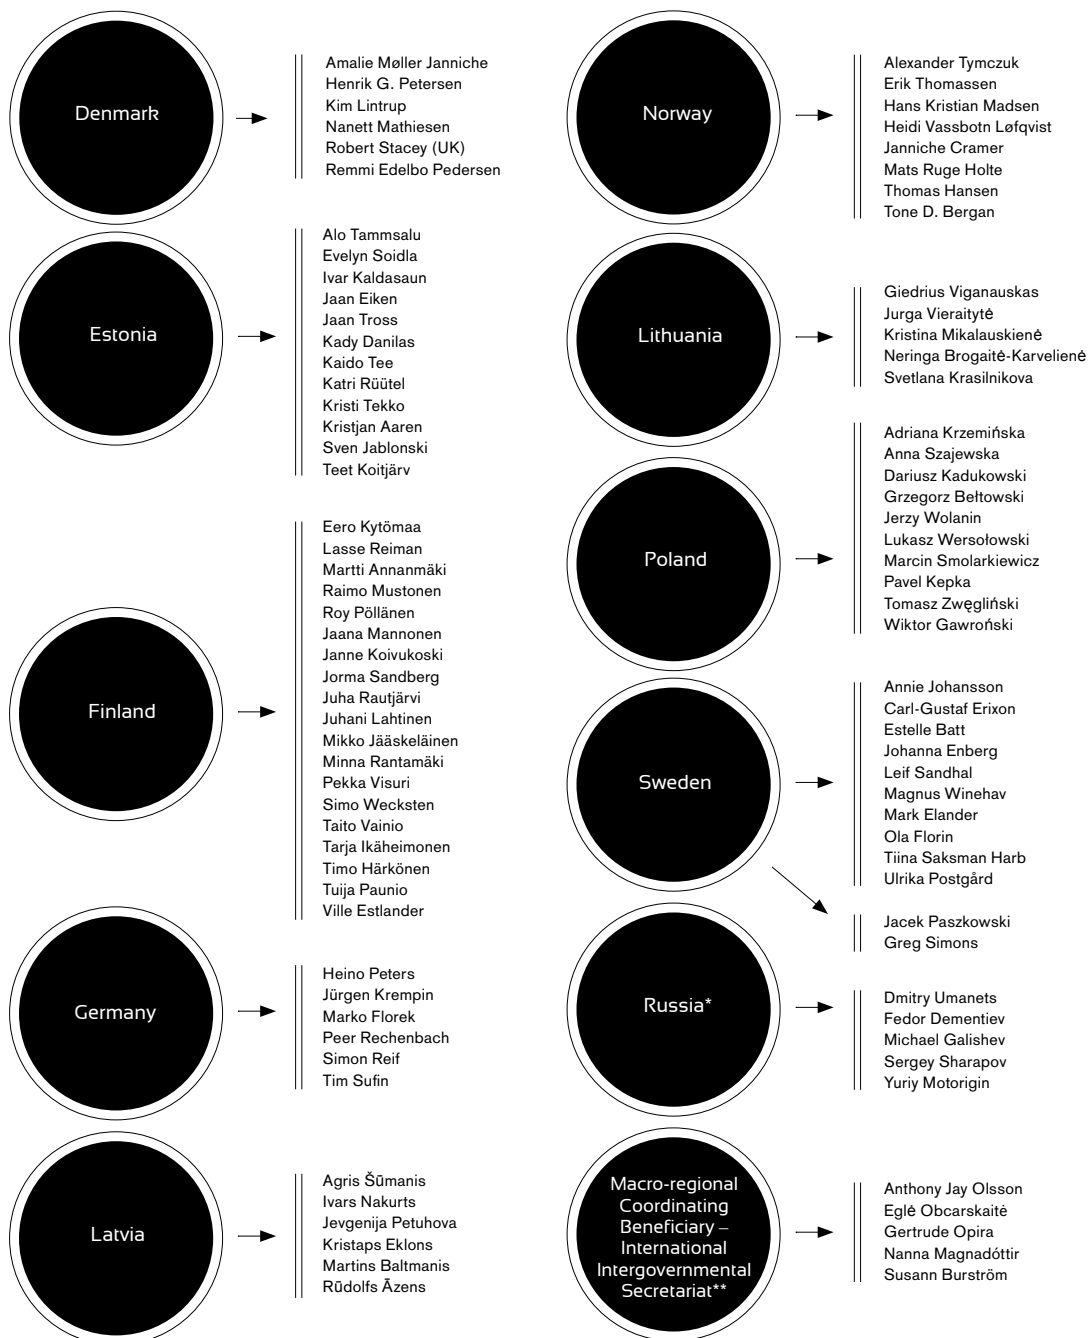 Denmark
Amalie Møller Janniche
Henrik G. Petersen
Kim Lintrup
Nanett Mathiesen
Robert Stacey (UK)
Remmi Edelbo Pedersen
Estonia
Alo Tammsalu
Evelyn Soidla
Ivar Kaldasaun
Jaan Eiken
Jaan Tross
Kady Danilas
Kaido Tee
Katri Rüütel
Kristi Tekko
Kristjan Aaren
Sven Jablonski
Teet Koitjärv
Finland
Eero Kytömaa
Lasse Reiman
Martti Annanmäki
Raimo Mustonen
Roy Pöllänen
Jaana Mannonen
Janne Koivukoski
Jorma Sandberg
Juha Rautjärvi
Juhani Lahtinen
Mikko Jääskeläinen
Minna Rantamäki
Pekka Visuri
Simo Wecksten
Taito Vainio
Tarja Ikäheimonen
Timo Härkönen
Tuija Paunio
Ville Estlander
Germany
Heino Peters
Jürgen Krempin
Marko Florek
Peer Rechenbach
Simon Reif
Tim Sufin
Latvia
Agris Šūmanis
Ivars Nakurts
Jevgenija Petuhova
Kristaps Eklons
Martins Baltmanis
Rūdolfs Āzens
Norway
Alexander Tymczuk
Erik Thomassen
Hans Kristian Madsen
Heidi Vassbotn Løfqvist
Janniche Cramer
Mats Ruge Holte
Thomas Hansen
Tone D. Bergan
Lithuania
Giedrius Viganauskas
Jurga Vieraitytė
Kristina Mikalauskienė
Neringa Brogaitė-Karvelienė
Svetlana Krasilnikova
Poland
Adriana Krzemińska
Anna Szajewska
Dariusz Kadukowski
Grzegorz Bełtowski
Jerzy Wolanin
Lukasz Wersołowski
Marcin Smolarkiewicz
Pavel Kepka
Tomasz Zwęgliński
Wiktor Gawroński
Sweden
Annie Johansson
Carl-Gustaf Erixon
Estelle Batt
Johanna Enberg
Leif Sandhal
Magnus Winehav
Mark Elander
Ola Florin
Tiina Saksman Harb
Ulrika Postgård
Jacek Paszkowski
Greg Simons
Russia*
Dmitry Umanets
Fedor Dementiev
Michael Galishev
Sergey Sharapov
Yuriy Motorigin
Macro-regional
Coordinating
Beneficiary –
International
Intergovernmental
Secretariat**
Anthony Jay Olsson
Eglė Obcarskaitė
Gertrude Opira
Nanna Magnadóttir
Susann Burström